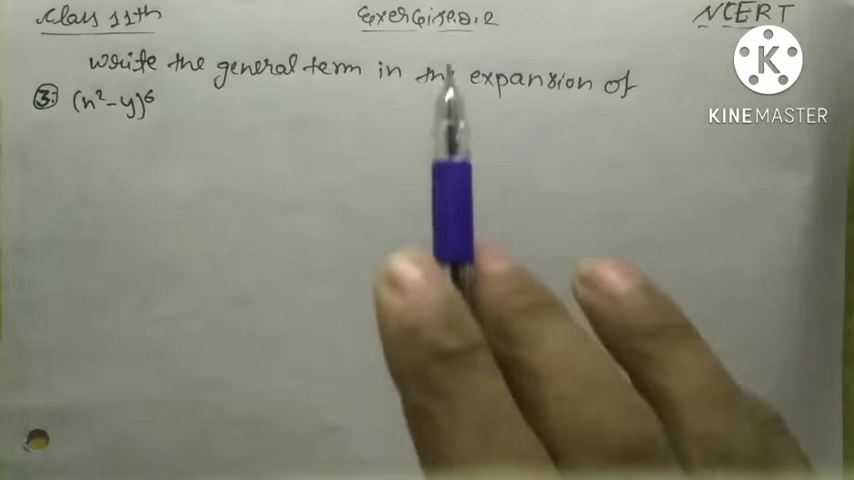 Class 11th Exercise.8.2 NCERT
Write the general term in the expansion of
3. (x²-y)⁶
K
KINEMASTER